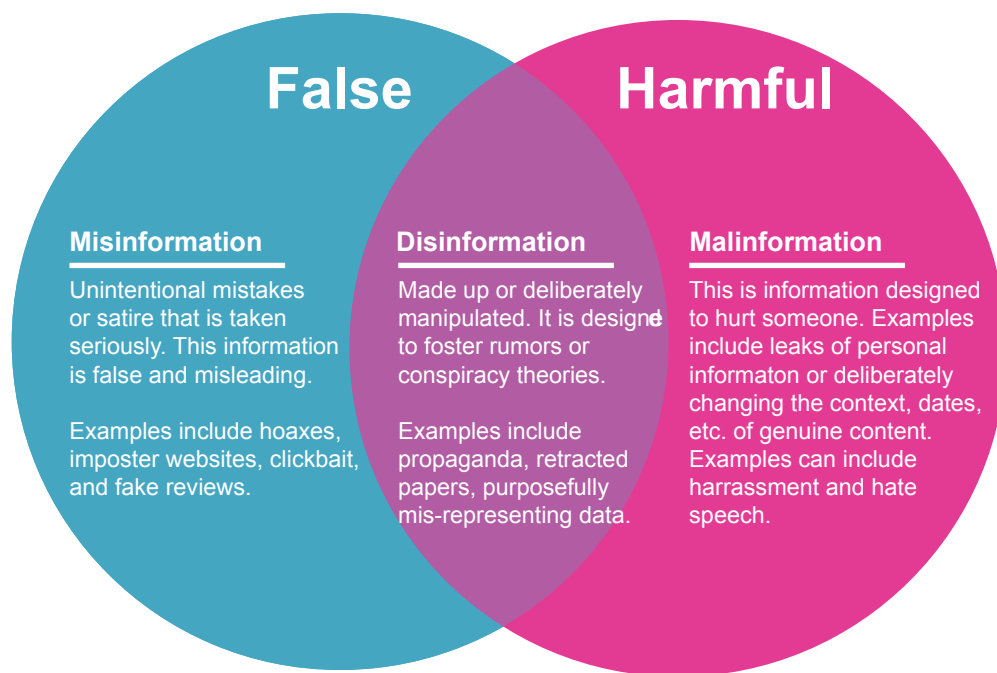 False
Harmful
Misinformation
Unintentional mistakes
or satire that is taken
seriously. This information
is false and misleading.
Examples include hoaxes,
imposter websites, clickbait,
and fake reviews.
Disinformation
Made up or deliberately
manipulated. It is designed
to foster rumors or
conspiracy theories.
Examples include
propaganda, retracted
papers, purposefully
mis-representing data.
Malinformation
This is information designed
to hurt someone. Examples
include leaks of personal
informaton or deliberately
changing the context, dates,
etc. of genuine content.
Examples can include
harrassment and hate
speech.